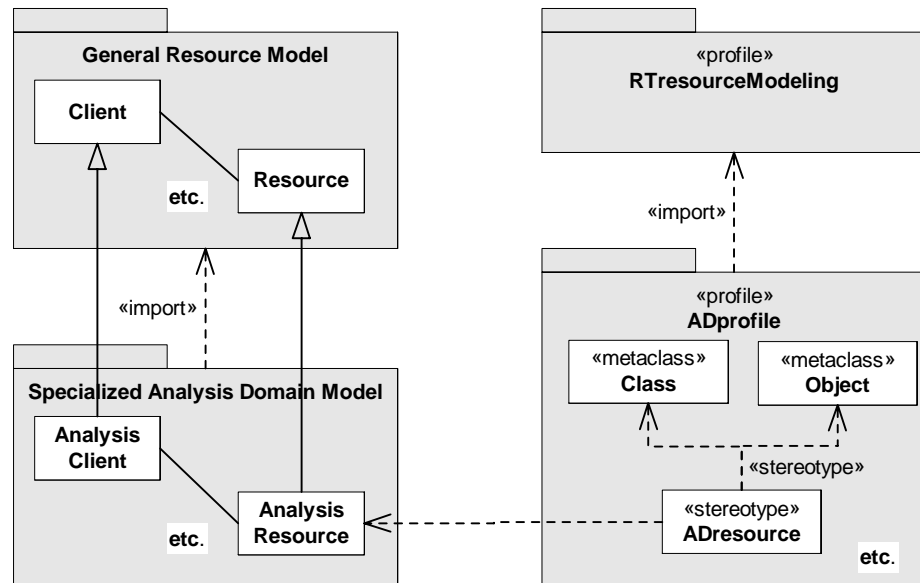 General Resource Model
Client
Resource
etc.
«import»
Specialized Analysis Domain Model
Analysis
Client
Analysis
Resource
etc.
«profile»
RTresourceModeling
«import»
«profile»
ADprofile
«metaclass»
Class
«metaclass»
Object
«stereotype»
«stereotype»
ADresource
etc.